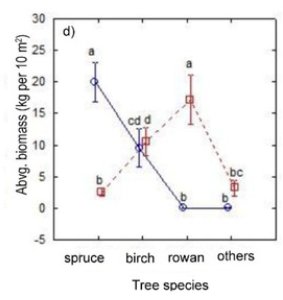 d)
30
25
20
15
10
5
0
-5
Abvg. biomass (kg per 10 m²)
a
b
cd d
a
b
b
bc
spruce birch rowan others
Tree species